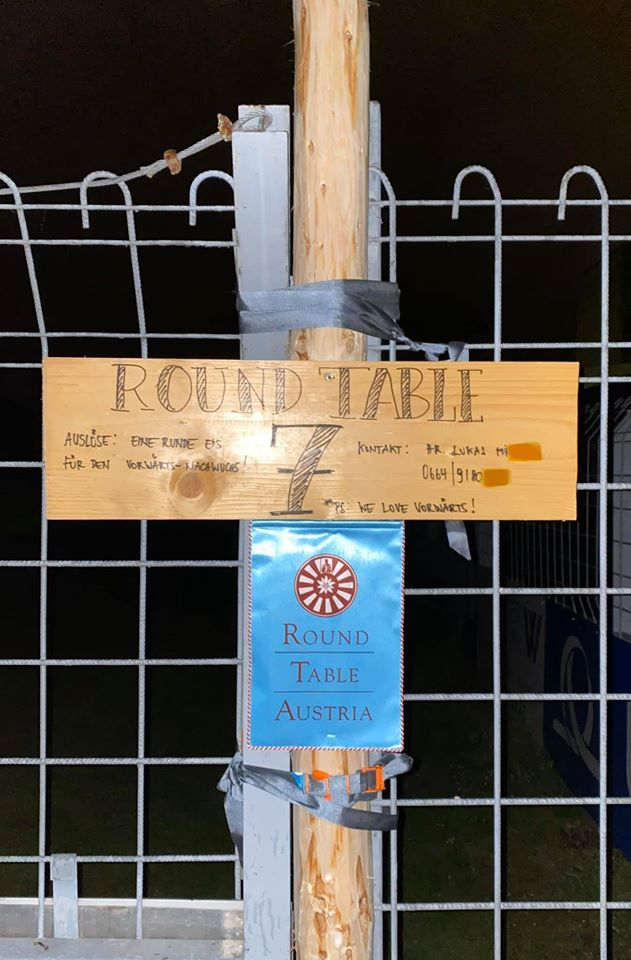 ROUND TABLE
7
AUSLÖSE: EINE RUNDE EIS
FÜR DEN VORWÄRTS-NACHWUCHS!
KONTAKT: HR. LUKAS
0664/9180
PS: WE LOVE VORWÄRTS!
ROUND
TABLE
AUSTRIA